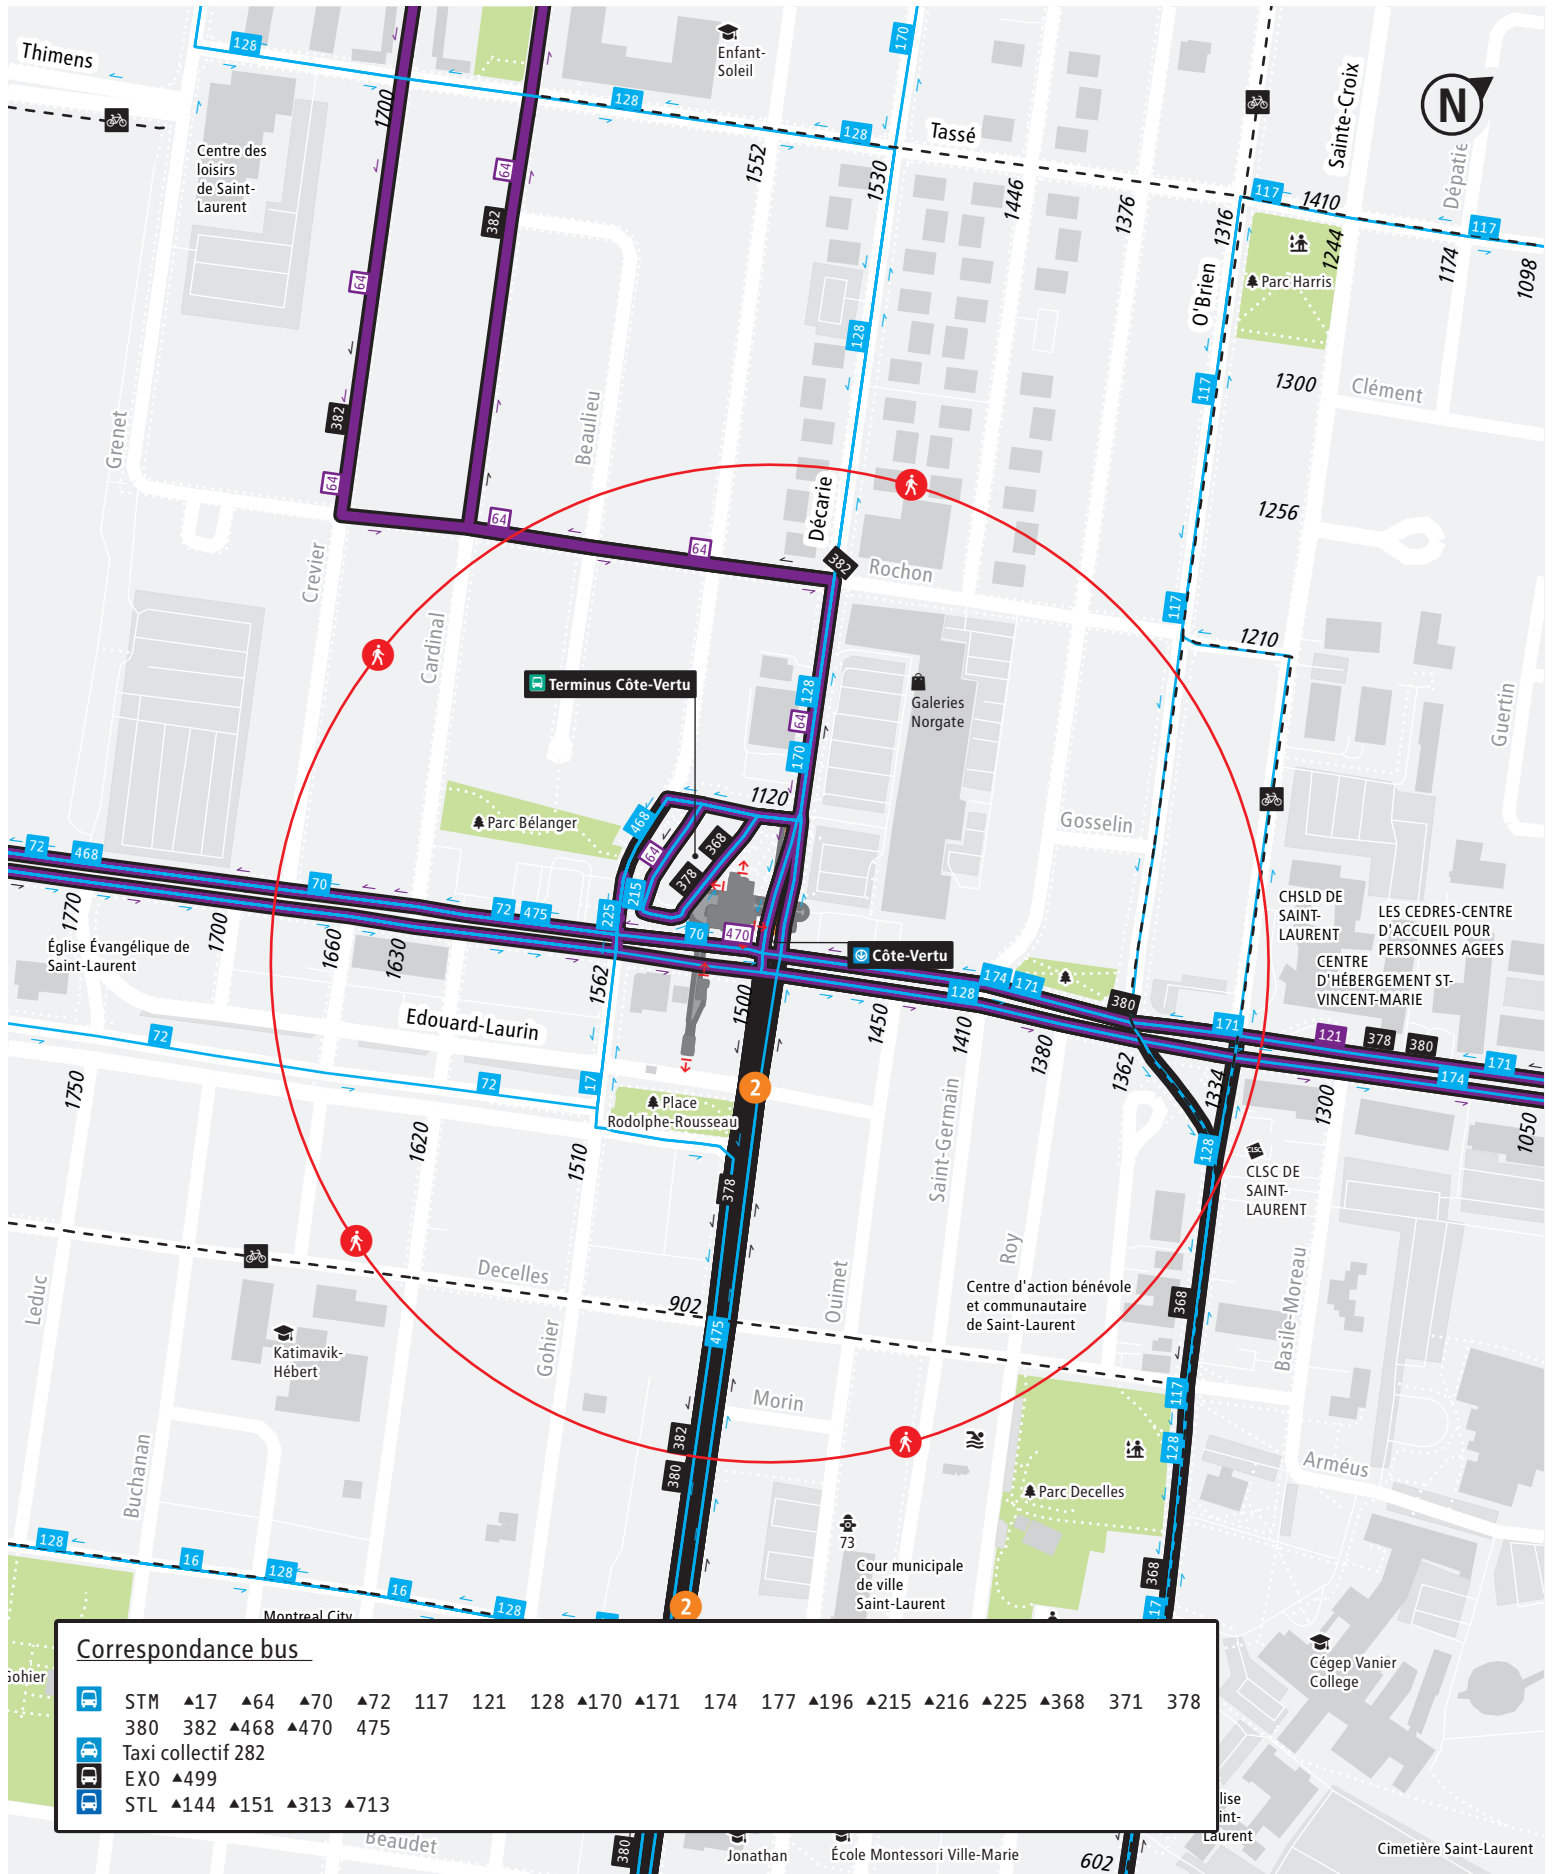 128
170
Thimens
Enfant-
Soleil
Sainte-Croix
N
1700
128
128
Tassé
Centre des
loisirs
de Saint-
Laurent
1552
1530
1446
1376
1316
117
1410
117
Dépatie
64
382
1244
1174
1098
O'Brien
Parc Harris
64
128
1300
Clément
117
Grenet
382
Beaulieu
64
64
64
Décarie
382
Rochon
1256
Crevier
Cardinal
117
1210
Terminus Côte-Vertu
128
64
170
Galeries
Norgate
Guertin
1120
468
Parc Bélanger
368
64
378
Gosselin
72
468
70
215
72
475
225
70
470
1770
1700
1660
1630
Église Évangélique de
Saint-Laurent
Côte-Vertu
CHSLD DE
SAINT-
LAURENT
LES CEDRES-CENTRE
D'ACCUEIL POUR
PERSONNES AGEES
CENTRE
D'HÉBERGEMENT ST-
VINCENT-MARIE
174
171
128
380
1562
1500
1450
1410
1380
1362
1334
171
121
378
380
171
174
1300
1050
Edouard-Laurin
72
72
17
1750
1620
1510
2
Place
Rodolphe-Rousseau
Saint-Germain
128
CLSC
CLSC DE
SAINT-
LAURENT
378
Leduc
Decelles
902
Ouimet
Roy
Basile-Moreau
Centre d'action bénévole
et communautaire
de Saint-Laurent
368
475
Katimavik-
Hébert
Gohier
Morin
117
128
382
380
Buchanan
Parc Decelles
Arméus
73
Cour municipale
de ville
Saint-Laurent
128
16
128
16
128
368
2
17
Montreal City
Gohier
Cégep Vanier
College
Correspondance bus
STM ▲17 ▲64 ▲70 ▲72 117 121 128 ▲170 ▲171 174 177 ▲196 ▲215 ▲216 ▲225 ▲368 371 378
380 382 ▲468 ▲470 475
Taxi collectif 282
EXO ▲499
STL ▲144 ▲151 ▲313 ▲713
lise
int-
Laurent
Beaudet
380
Jonathan
École Montessori Ville-Marie
602
Cimetière Saint-Laurent